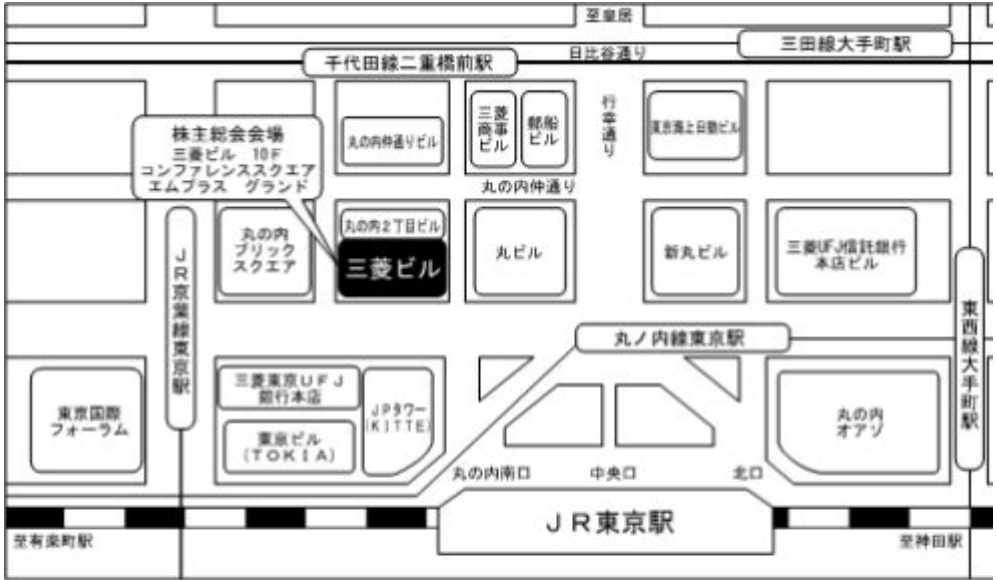 至皇居
三田線大手町駅
日比谷通り
千代田線二重橋前駅
株主総会会場
三菱ビル 10F
コンファレンススクエア
エムプラス グランド
丸の内仲通りビル
三菱
商事
ビル
郵船
ビル
行幸通り
東京海上日動ビル
丸の内仲通り
丸の内
ブリック
スクエア
丸の内2丁目ビル
三菱ビル
丸ビル
新丸ビル
三菱UFJ信託銀行
本店ビル
JR京葉線東京駅
東西線大手町駅
丸ノ内線東京駅
東京国際
フォーラム
三菱東京UFJ
銀行本店
東京ビル
(TOKIA)
JPタワー
(KITTE)
丸の内
オアゾ
丸の内南口
中央口
北口
JR東京駅
至有楽町駅
至神田駅